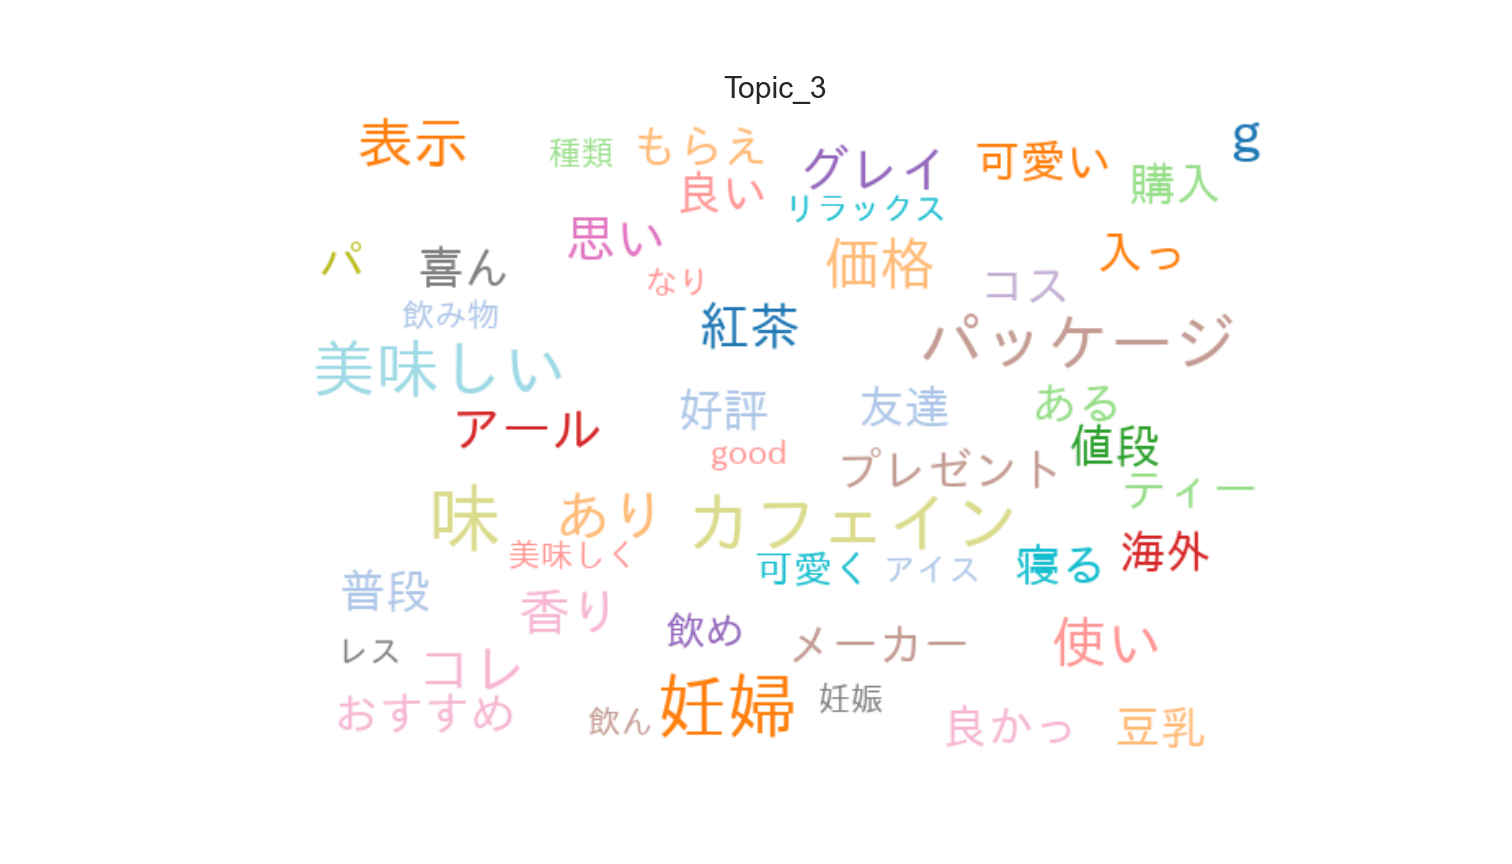 Topic_3
表示 種類 もらえ グレイ 可愛い g
良い リラックス 購入
パ 喜ん 思い なり 価格 コス 入っ
飲み物 紅茶 パッケージ
美味しい
アール 好評 友達 ある
good プレゼント 値段
味 あり カフェイン ティー
美味しく 可愛く アイス 寝る 海外
普段 香り
レス コレ 飲め メーカー 使い
おすすめ 飲ん 妊婦 妊娠 良かっ 豆乳